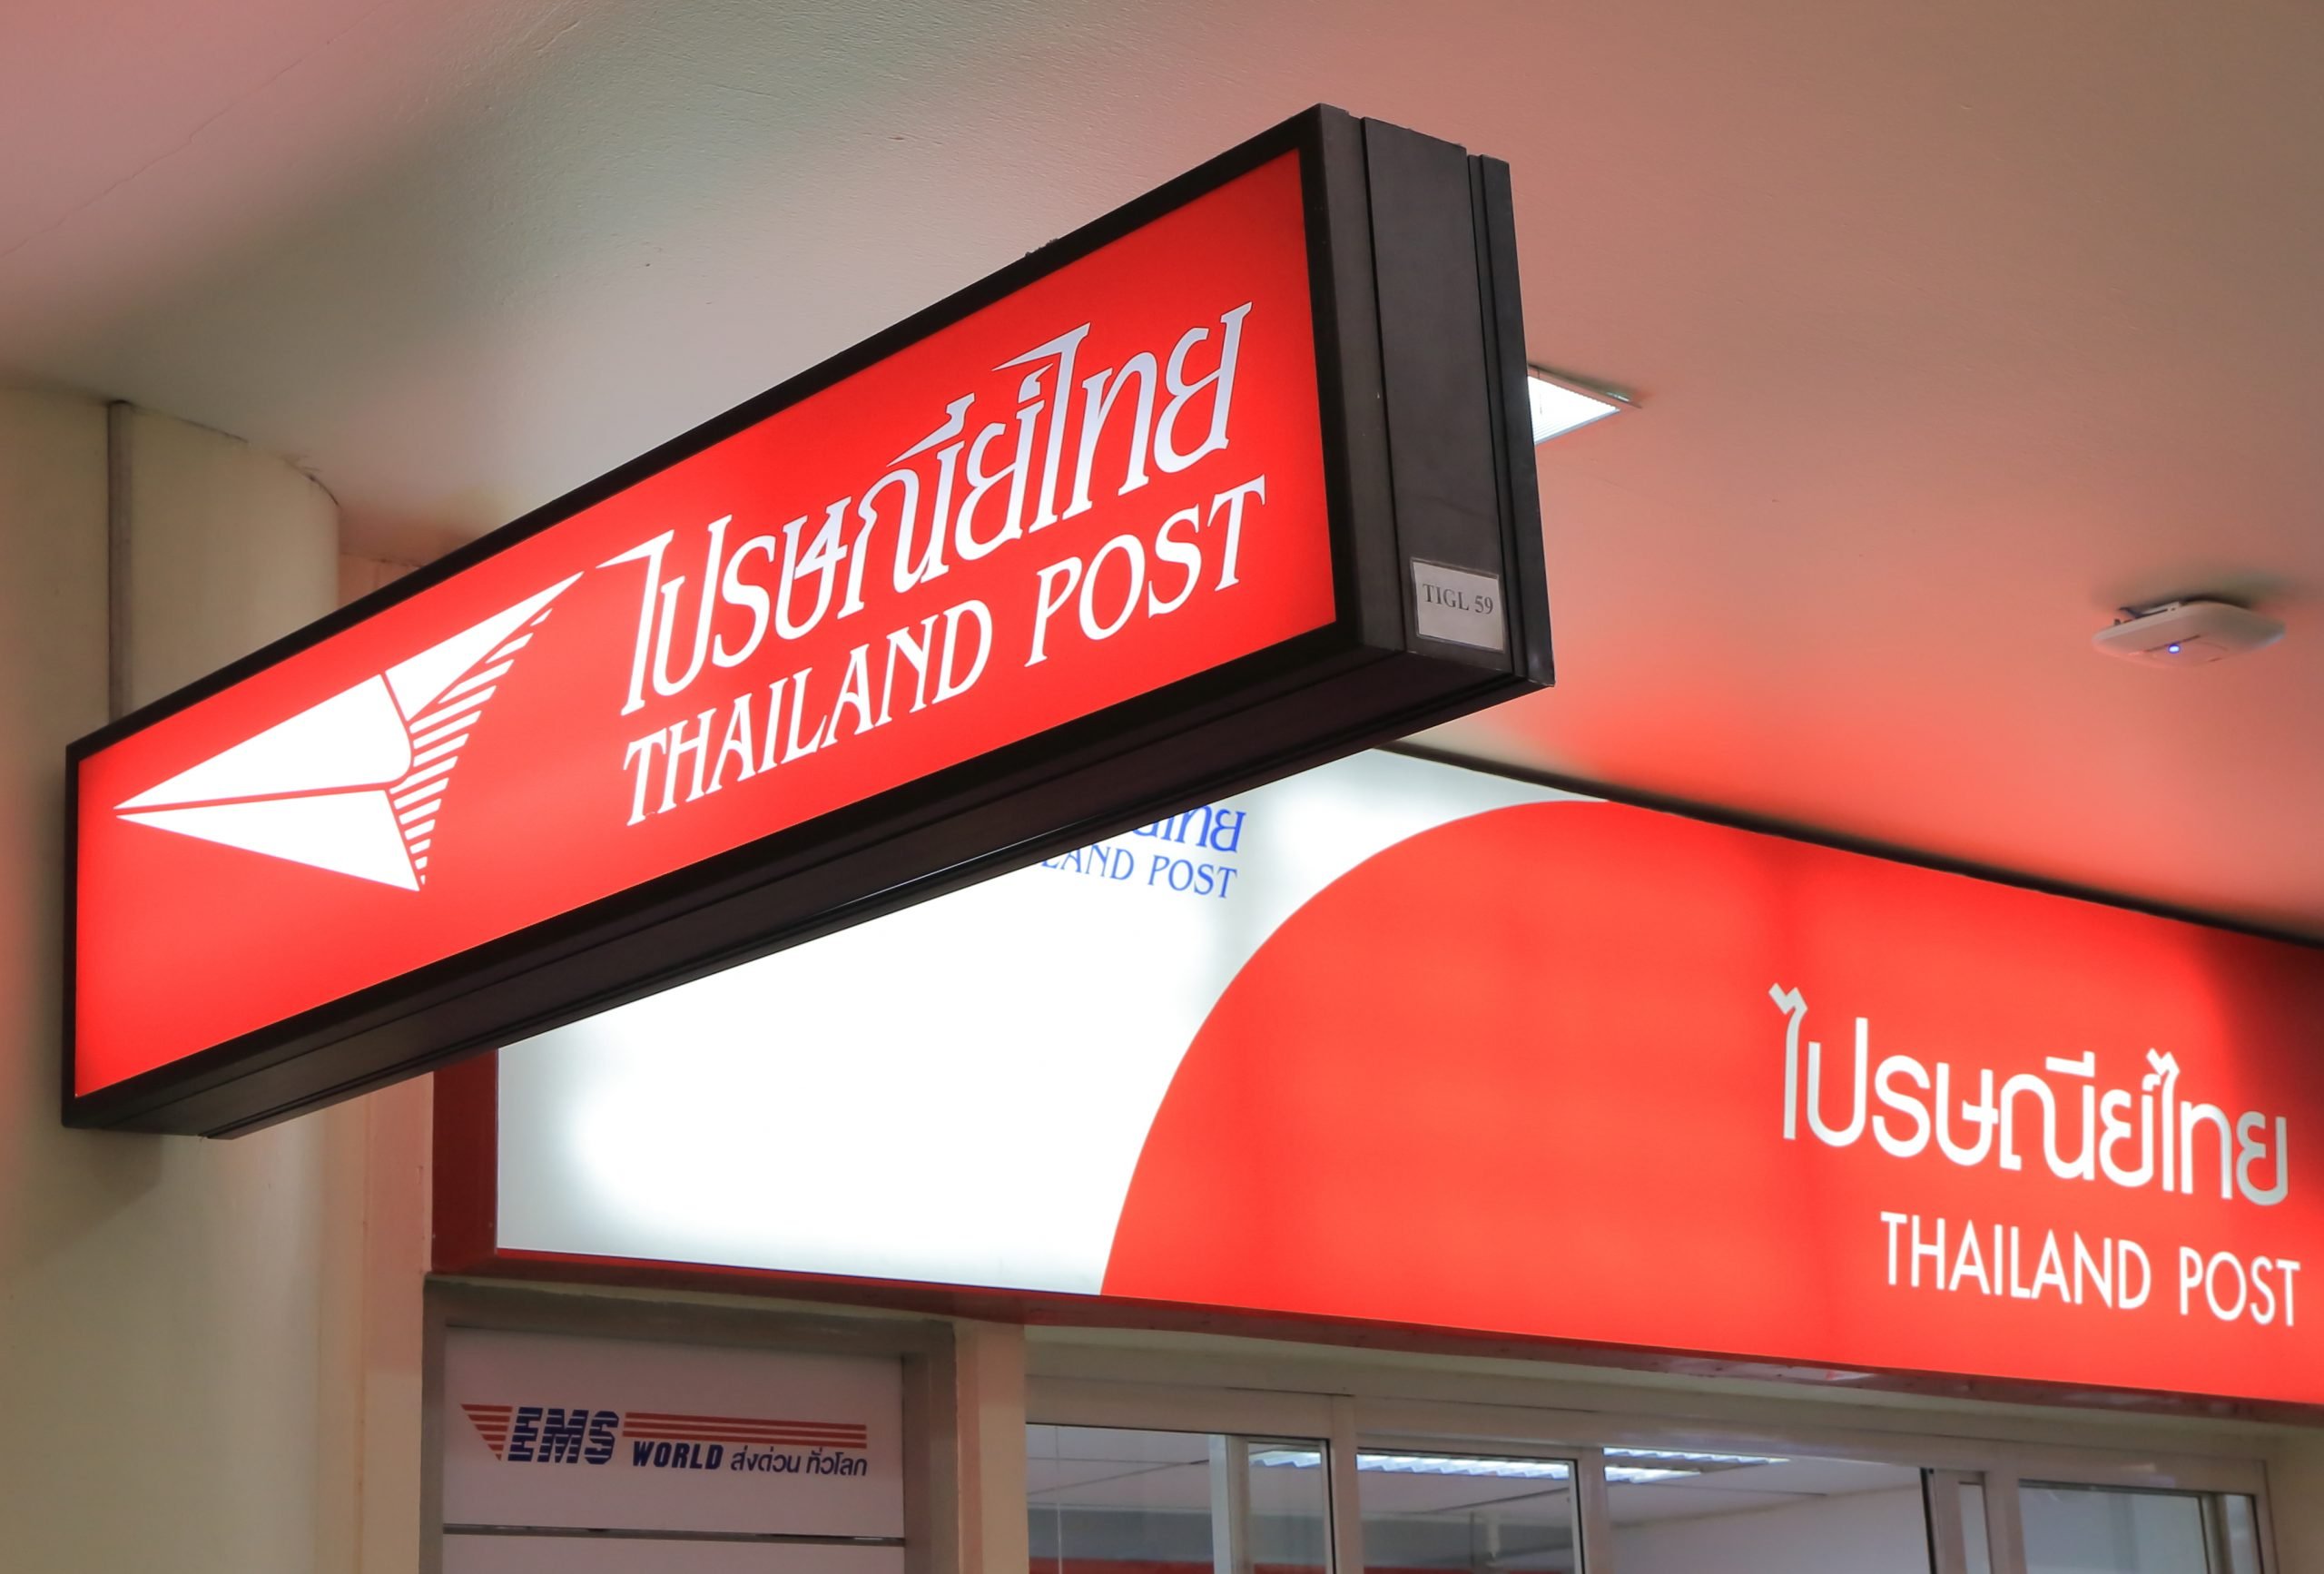 ไปรษณีย์ไทย
THAILAND POST
TIGL 59
POST
ไปรษณีย์ไทย
THAILAND POST
EMS WORLD ส่งด่วน ทั่วโลก